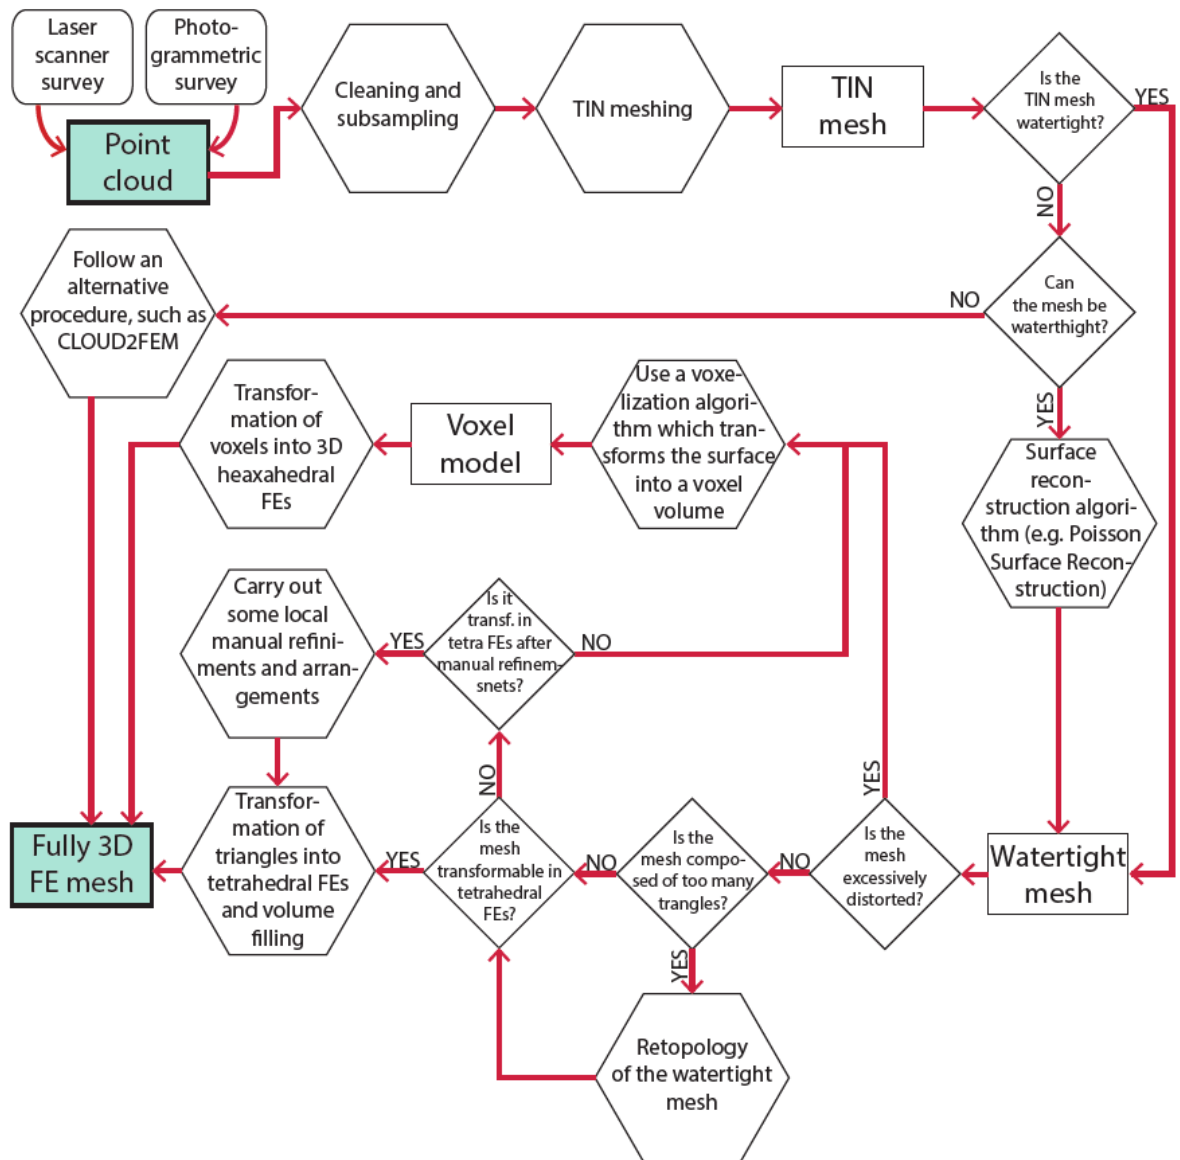 Laser
scanner
survey
Photo-
grammetric
survey
Point
cloud
Cleaning and
subsampling
TIN meshing
TIN
mesh
Is the
TIN mesh
watertight?
YES
NO
Follow an
alternative
procedure, such as
CLOUD2FEM
NO
Can
the mesh be
waterthight?
YES
Transfor-
mation of
voxels into 3D
heaxahedral
FEs
Voxel
model
Use a voxe-
lization algori-
thm which tran-
sforms the surface
into a voxel
volume
Surface
recon-
struction algori-
thm (e.g. Poisson
Surface Recon-
struction)
Carry out
some local
manual refini-
ments and arran-
gements
YES
Is it
transf. in
tetra FEs after
manual refinem-
snets?
NO
NO
YES
Fully 3D
FE mesh
Transfor-
mation of
triangles into
tetrahedral FEs
and volume
filling
YES
Is the
mesh
transformable in
tetrahedral
FEs?
NO
Is the
mesh compo-
sed of too many
trangles?
NO
Is the
mesh
excessively
distorted?
Watertight
mesh
YES
Retopology
of the watertight
mesh